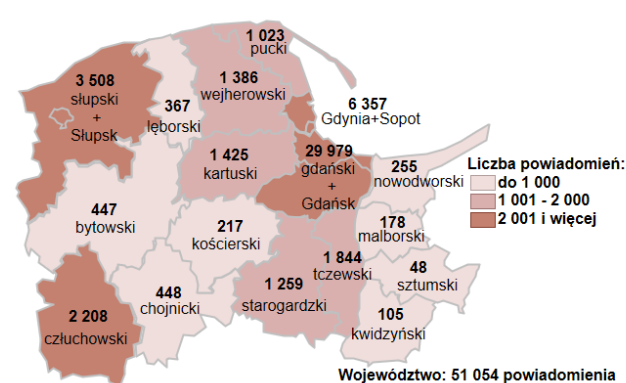 1 023
pucki
3 508
słupski
+
Słupsk
367
lęborski
1 386
wejherowski
6 357
Gdynia+Sopot
1 425
kartuski
29 979
gdański
+
Gdańsk
255
nowodworski
Liczba powiadomień:
do 1 000
1 001 - 2 000
2 001 i więcej
447
bytowski
217
kościerski
178
malborski
1 844
tczewski
48
sztumski
1 259
starogardzki
448
chojnicki
2 208
człuchowski
105
kwidzyński
Województwo: 51 054 powiadomienia